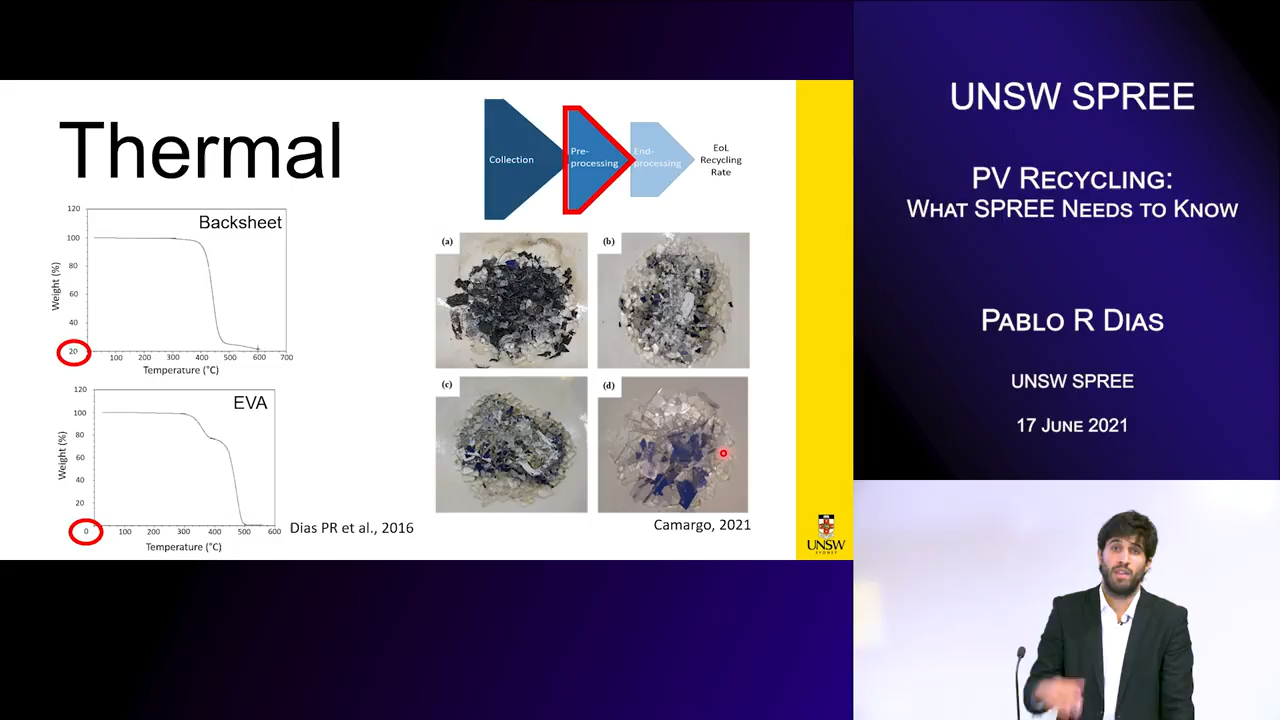 Thermal
Collection
Pre-
processing
End-
processing
EoL
Recycling
Rate
120
100
80
60
40
20
Weight (%)
Backsheet
100
200
300
400
500
600
700
Temperature (°C)
120
100
80
60
40
20
0
Weight (%)
EVA
100
200
300
400
500
600
Temperature (°C)
Dias PR et al., 2016
(a)
(b)
(c)
(d)
Camargo, 2021
UNSW
SYDNEY
UNSW SPREE
PV Recycling:
What SPREE Needs to Know
Pablo R Dias
UNSW SPREE
17 June 2021